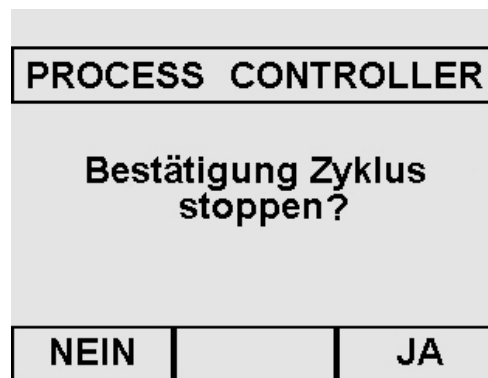 PROCESS CONTROLLER
Bestätigung Zyklus
stoppen?
NEIN JA